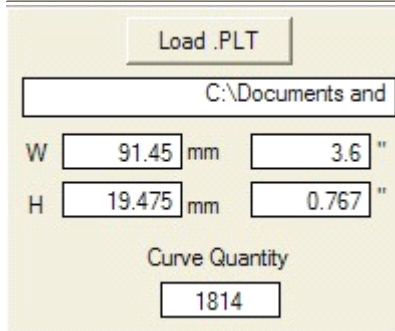 Load .PLT
C:\Documents and
W 91.45 mm 3.6 "
H 19.475 mm 0.767 "
Curve Quantity
1814